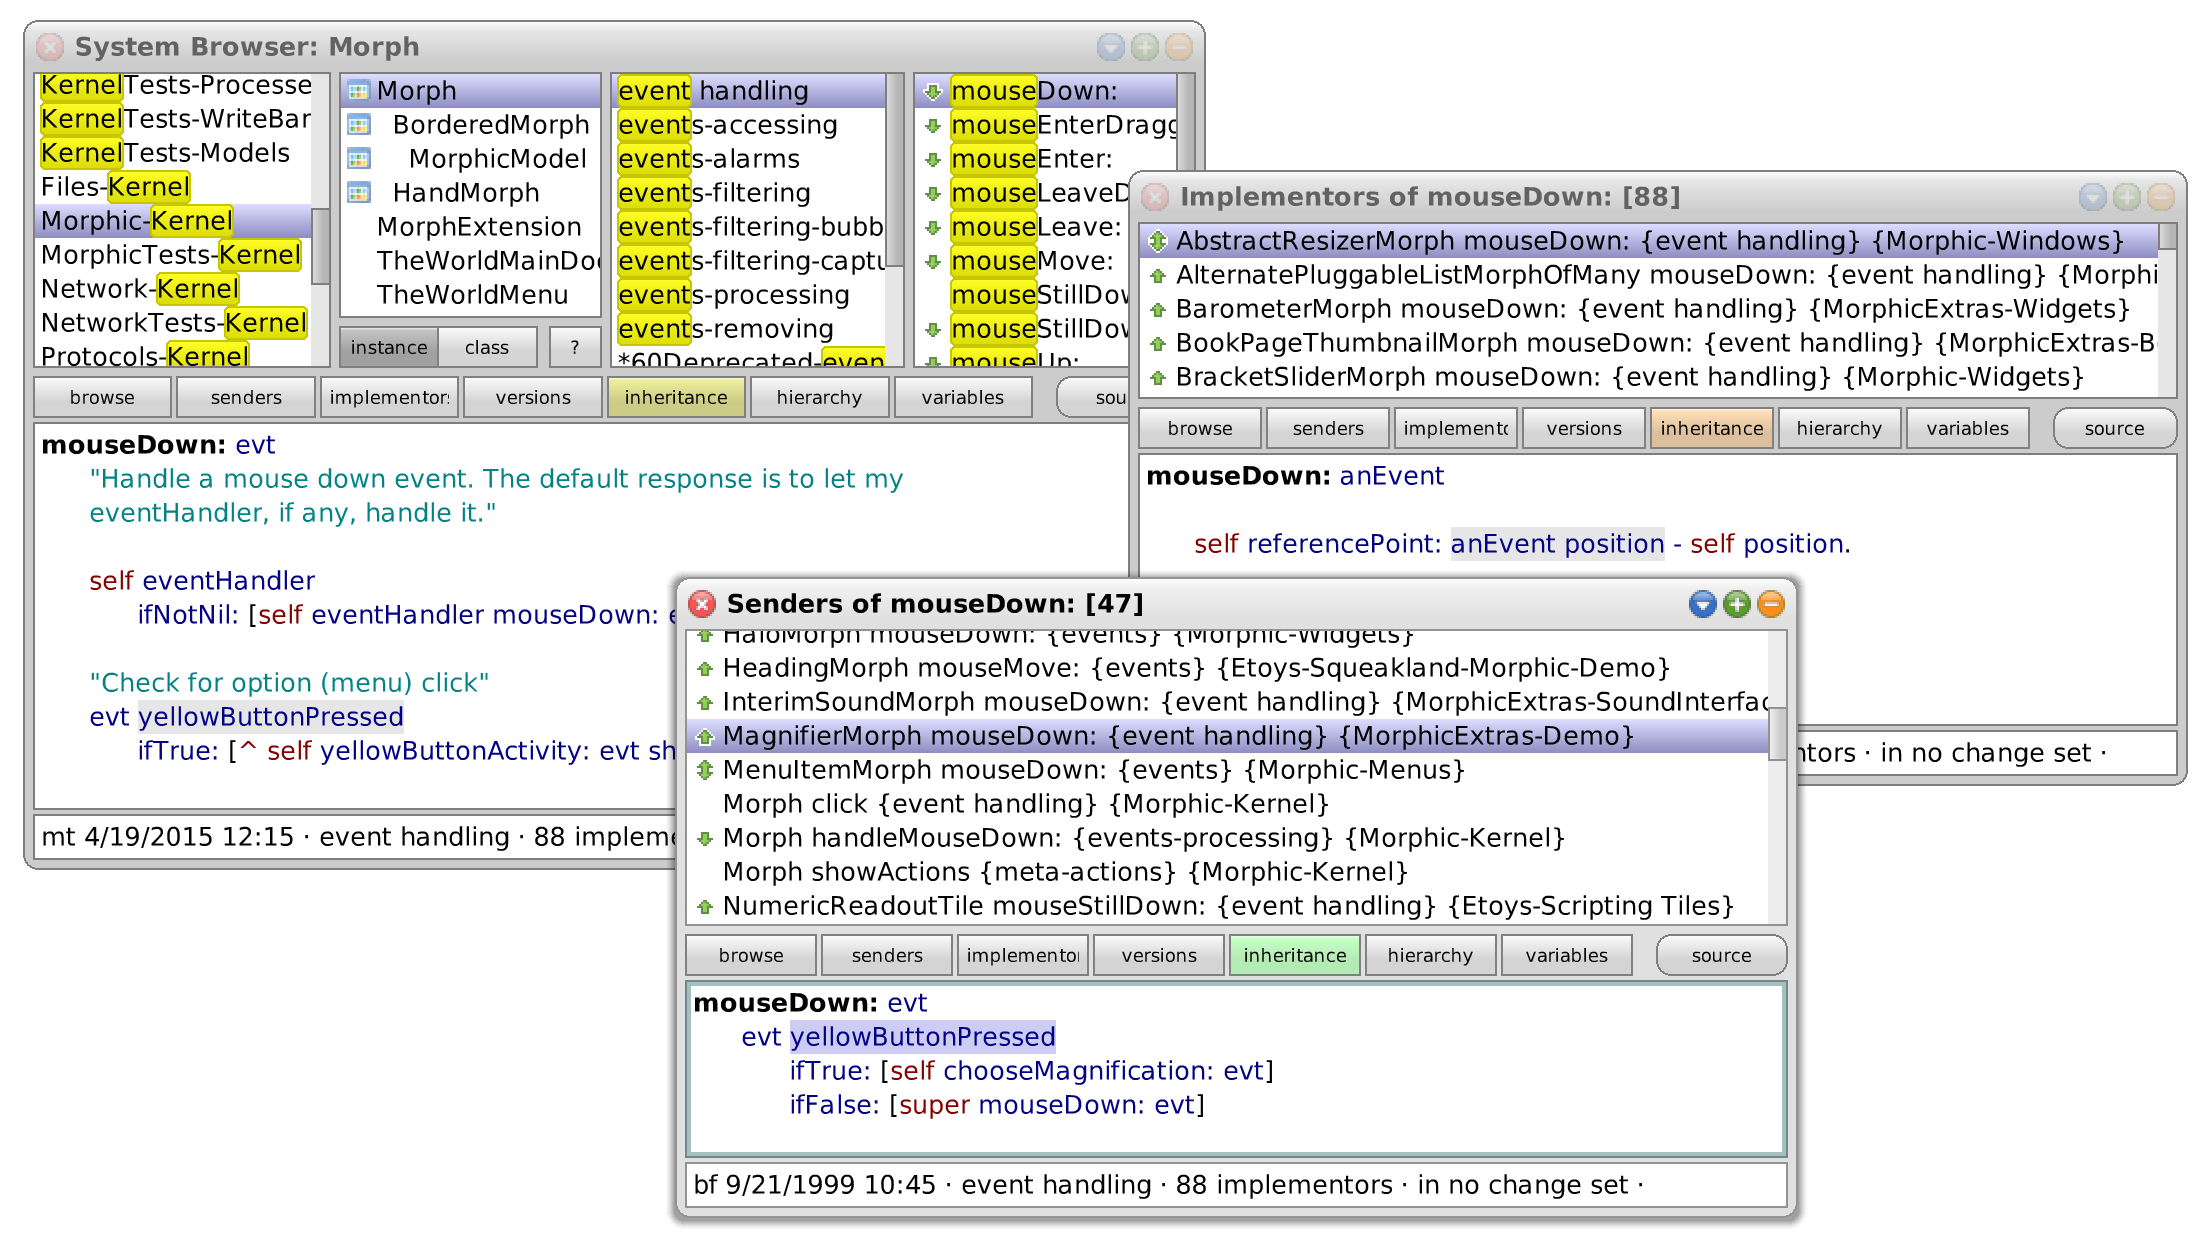 System Browser: Morph
KernelTests-Processe
KernelTests-WriteBar
KernelTests-Models
Files-Kernel
Morphic-Kernel
MorphicTests-Kernel
Network-Kernel
NetworkTests-Kernel
Protocols-Kernel
Morph
BorderedMorph
MorphicModel
HandMorph
MorphExtension
TheWorldMainDo
TheWorldMenu
instance class ?
event handling
events-accessing
events-alarms
events-filtering
events-filtering-bubb
events-filtering-captu
events-processing
events-removing
*60Deprecated-even
mouseDown:
mouseEnterDragg
mouseEnter:
mouseLeaveD
mouseLeave:
mouseMove:
mouseStillDow
mouseStillDow
mouseUp:
browse senders implementors versions inheritance hierarchy variables sou
mouseDown: evt
"Handle a mouse down event. The default response is to let my
eventHandler, if any, handle it."
self eventHandler
ifNotNil: [self eventHandler mouseDown: e
"Check for option (menu) click"
evt yellowButtonPressed
ifTrue: [^ self yellowButtonActivity: evt sh
mt 4/19/2015 12:15 · event handling · 88 impleme
Implementors of mouseDown: [88]
AbstractResizerMorph mouseDown: {event handling} {Morphic-Windows}
AlternatePluggableListMorphOfMany mouseDown: {event handling} {Morphi
BarometerMorph mouseDown: {event handling} {MorphicExtras-Widgets}
BookPageThumbnailMorph mouseDown: {event handling} {MorphicExtras-B
BracketSliderMorph mouseDown: {event handling} {Morphic-Widgets}
browse senders implemento versions inheritance hierarchy variables source
mouseDown: anEvent
self referencePoint: anEvent position - self position.
ntors · in no change set ·
Senders of mouseDown: [47]
HaloMorph mouseDown: {events} {Morphic-Widgets}
HeadingMorph mouseMove: {events} {Etoys-Squeakland-Morphic-Demo}
InterimSoundMorph mouseDown: {event handling} {MorphicExtras-SoundInterfac
MagnifierMorph mouseDown: {event handling} {MorphicExtras-Demo}
MenuItemMorph mouseDown: {events} {Morphic-Menus}
Morph click {event handling} {Morphic-Kernel}
Morph handleMouseDown: {events-processing} {Morphic-Kernel}
Morph showActions {meta-actions} {Morphic-Kernel}
NumericReadoutTile mouseStillDown: {event handling} {Etoys-Scripting Tiles}
browse senders implementor versions inheritance hierarchy variables source
mouseDown: evt
evt yellowButtonPressed
ifTrue: [self chooseMagnification: evt]
ifFalse: [super mouseDown: evt]
bf 9/21/1999 10:45 · event handling · 88 implementors · in no change set ·